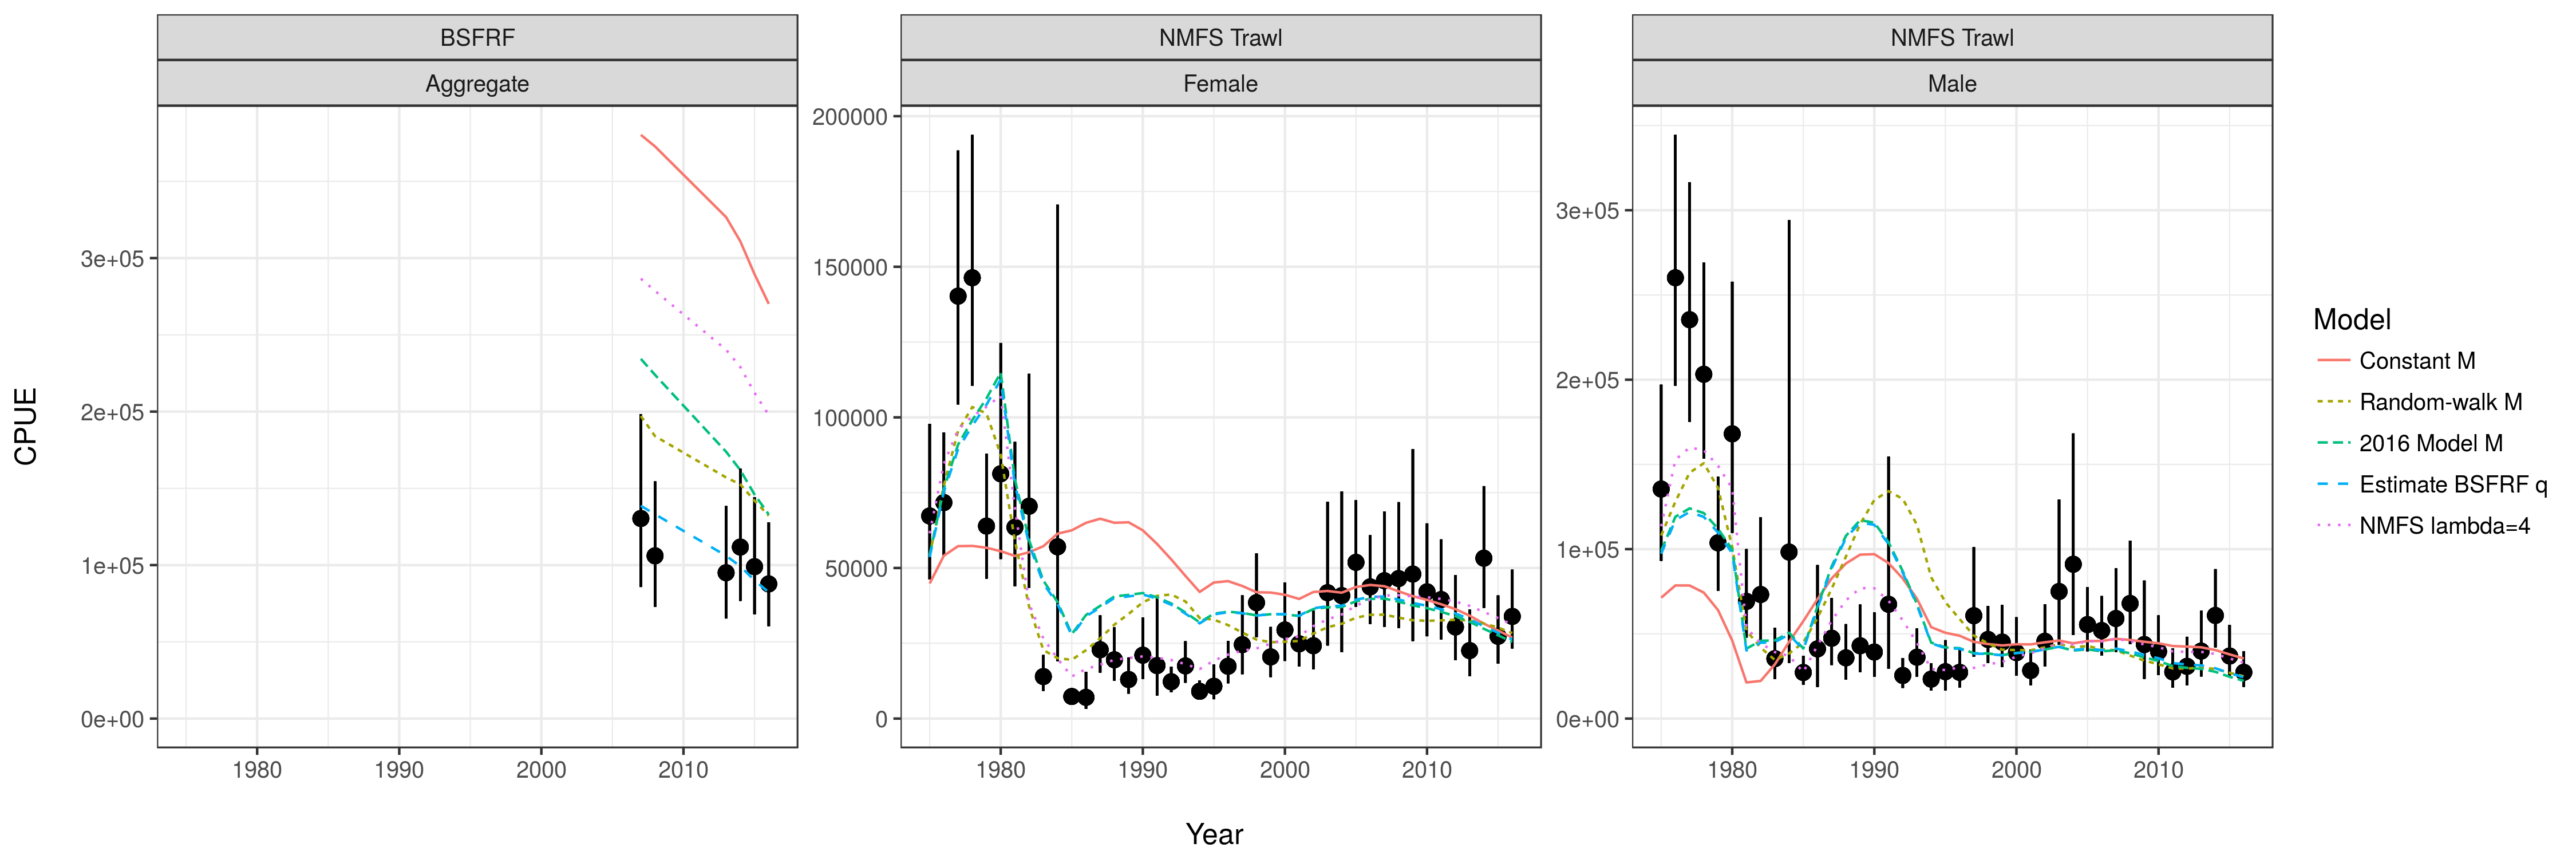 BSFRF
NMFS Trawl
NMFS Trawl
Aggregate
Female
Male
CPUE
3e+05
2e+05
1e+05
0e+00
200000
150000
100000
50000
0
3e+05
2e+05
1e+05
0e+00
1980 1990 2000 2010
1980 1990 2000 2010
1980 1990 2000 2010
Year
Model
Constant M
Random-walk M
2016 Model M
Estimate BSFRF q
NMFS lambda=4